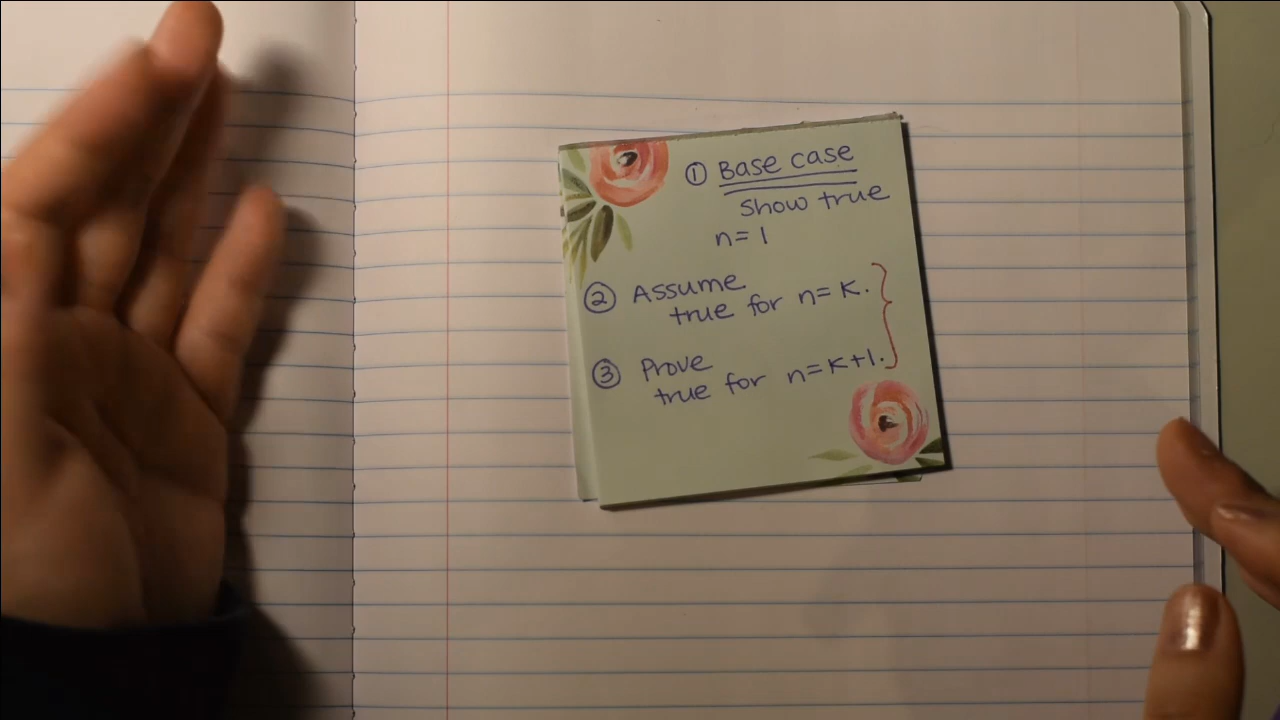 ① Base case
Show true
n=1
② Assume
true for n=k.
③ Prove
true for n=k+1.